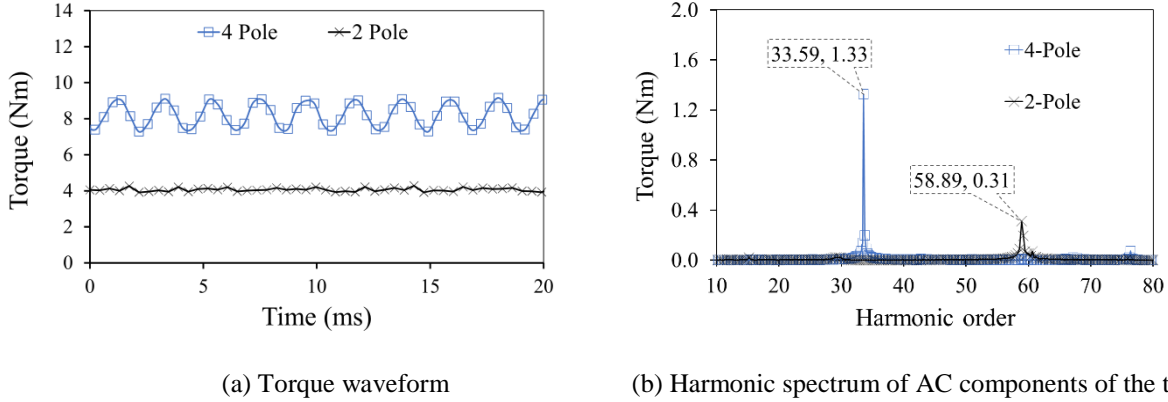 14
12
10
8
6
4
2
0
Torque (Nm)
4 Pole
2 Pole
0
5
10
15
20
Time (ms)
(a) Torque waveform
2.0
1.6
1.2
0.8
0.4
0.0
Torque (Nm)
33.59, 1.33
4-Pole
2-Pole
58.89, 0.31
10
20
30
40
50
60
70
80
Harmonic order
(b) Harmonic spectrum of AC components of the t